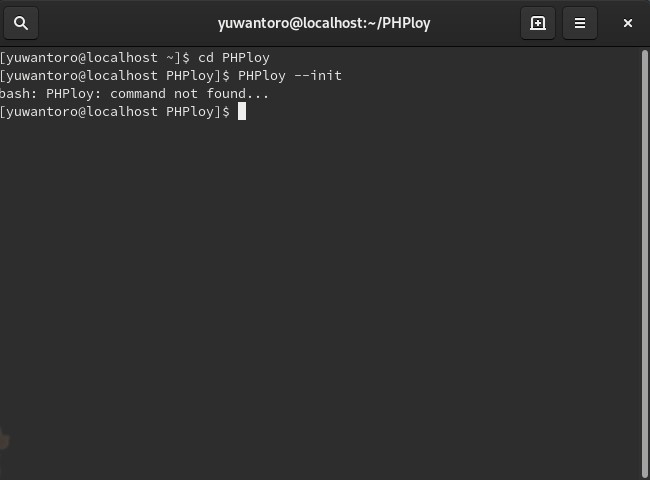 yuwantoro@localhost:~/PHPloy
[yuwantoro@localhost ~]$ cd PHPloy
[yuwantoro@localhost PHPloy]$ PHPloy --init
bash: PHPloy: command not found...
[yuwantoro@localhost PHPloy]$